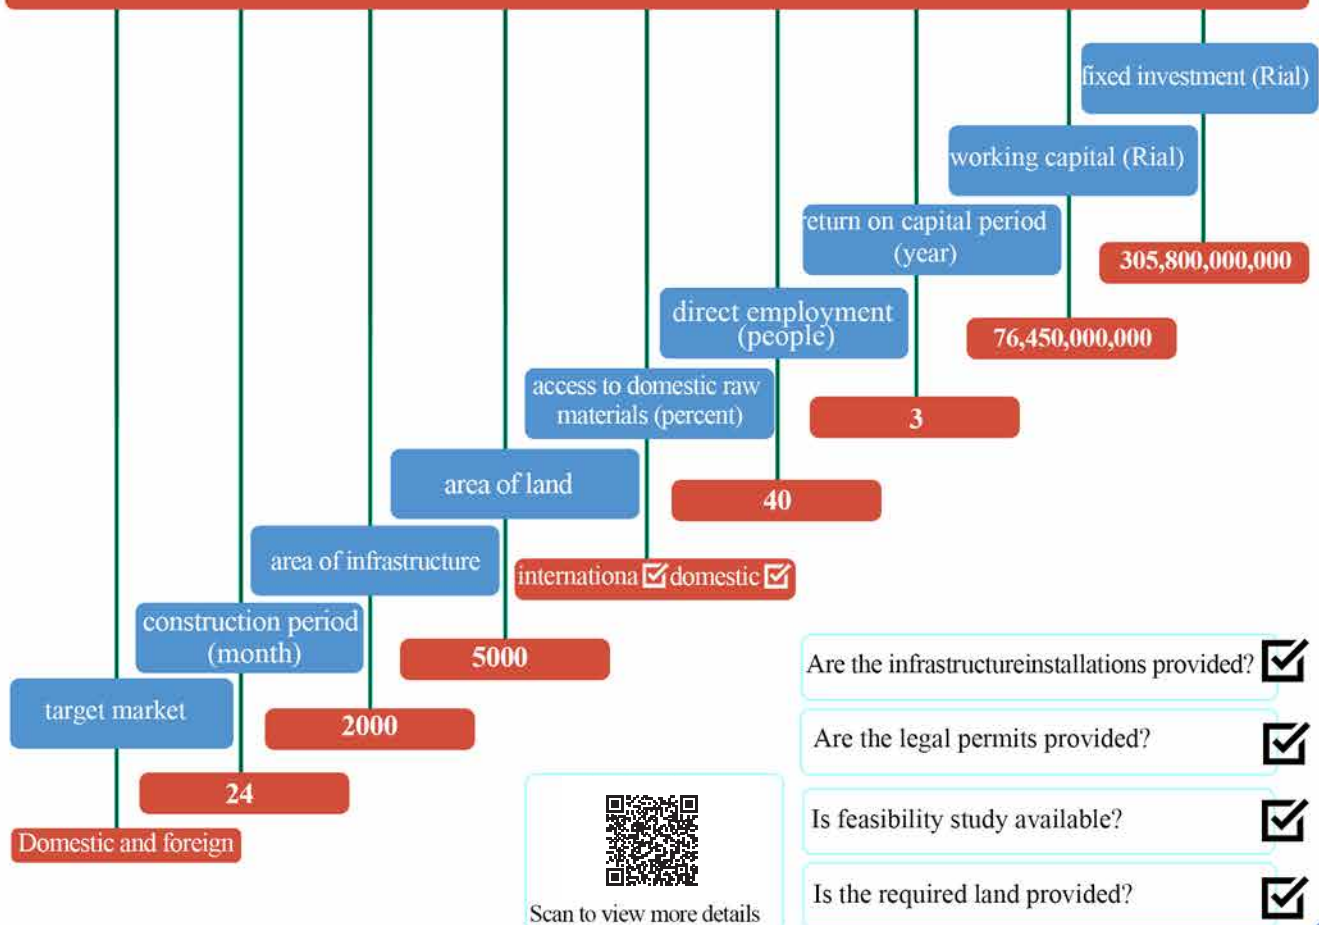 fixed investment (Rial)
305,800,000,000
working capital (Rial)
76,450,000,000
return on capital period
(year)
3
direct employment
(people)
40
access to domestic raw
materials (percent)
internationa domestic
area of land
5000
area of infrastructure
2000
construction period
(month)
24
target market
Domestic and foreign
Are the infrastructureinstallations provided?
Are the legal permits provided?
Is feasibility study available?
Is the required land provided?
Scan to view more details